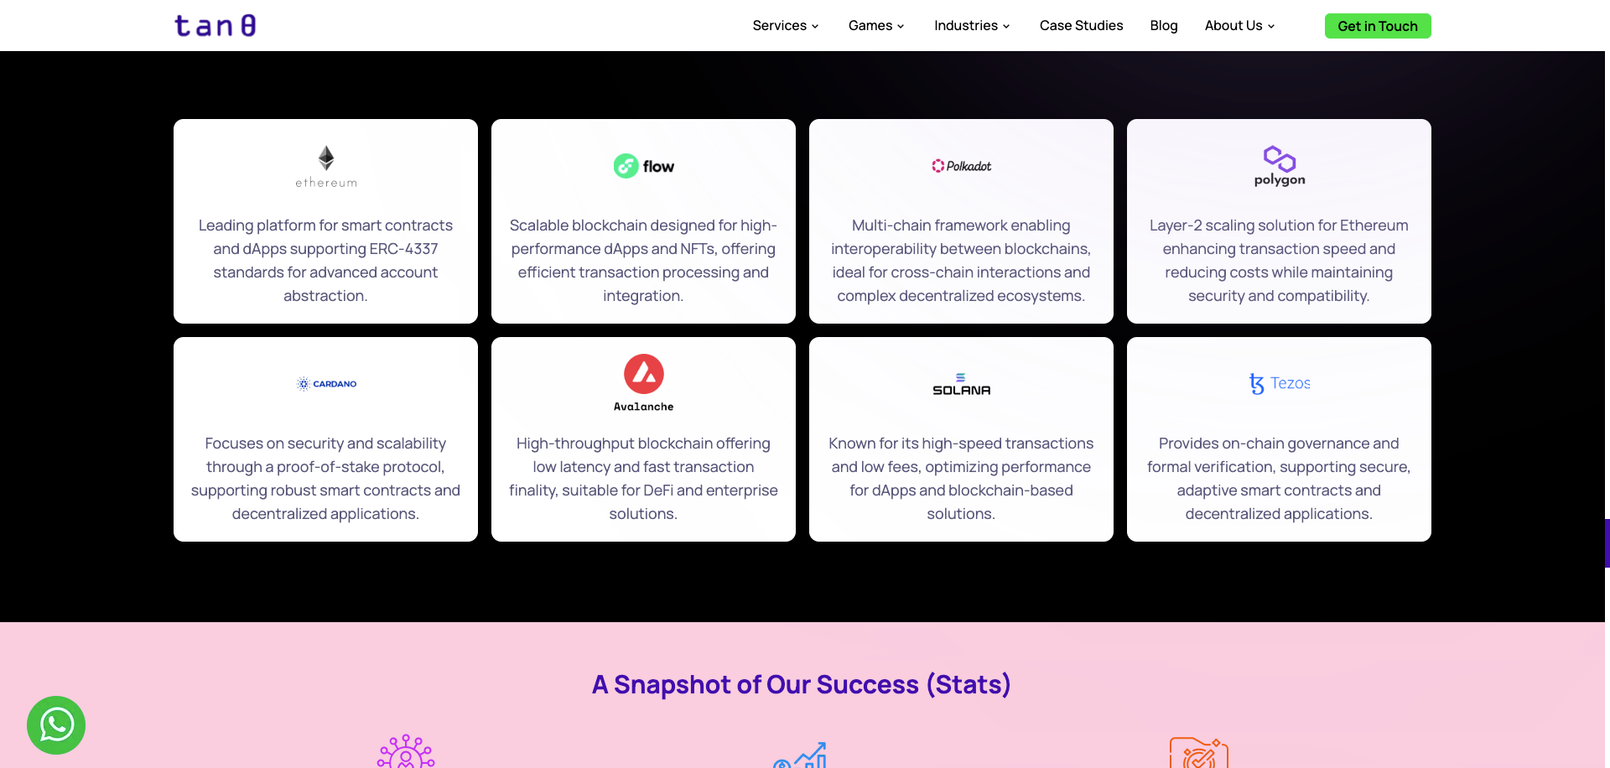 tanθ
Services
Games
Industries
Case Studies
Blog
About Us
Get in Touch
ethereum
Leading platform for smart contracts
and dApps supporting ERC-4337
standards for advanced account
abstraction.
flow
Scalable blockchain designed for high-
performance dApps and NFTs, offering
efficient transaction processing and
integration.
Polkadot
Multi-chain framework enabling
interoperability between blockchains,
ideal for cross-chain interactions and
complex decentralized ecosystems.
polygon
Layer-2 scaling solution for Ethereum
enhancing transaction speed and
reducing costs while maintaining
security and compatibility.
CARDANO
Focuses on security and scalability
through a proof-of-stake protocol,
supporting robust smart contracts and
decentralized applications.
Avalanche
High-throughput blockchain offering
low latency and fast transaction
finality, suitable for DeFi and enterprise
solutions.
SOLANA
Known for its high-speed transactions
and low fees, optimizing performance
for dApps and blockchain-based
solutions.
Tezos
Provides on-chain governance and
formal verification, supporting secure,
adaptive smart contracts and
decentralized applications.
A Snapshot of Our Success (Stats)